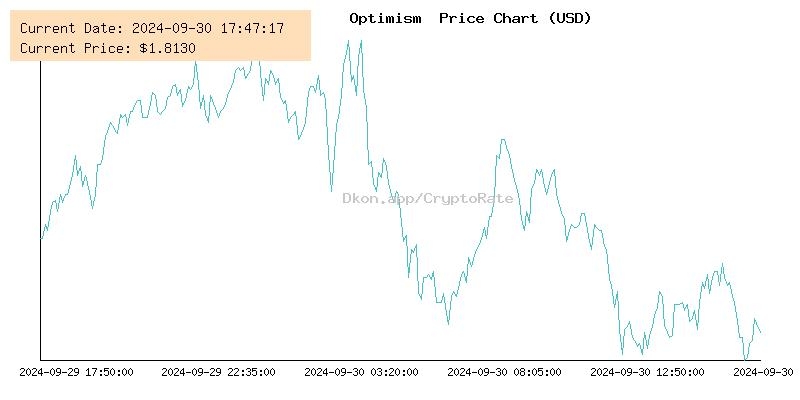 Optimism  Price Chart (USD)
Current Date: 2024-09-30 17:47:17
Current Price: $1.8130
Dkon.app/CryptoRate
2024-09-29 17:50:00 2024-09-29 22:35:00 2024-09-30 03:20:00 2024-09-30 08:05:00 2024-09-30 12:50:00 2024-09-30